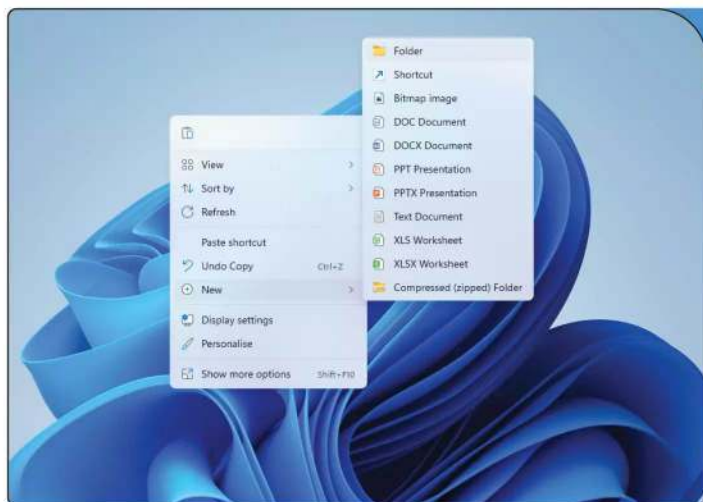 View
Sort by
Refresh
Paste shortcut
Undo Copy Ctrl+Z
New
Display settings
Personalise
Show more options Shift+F10
Folder
Shortcut
Bitmap image
DOC Document
DOCX Document
PPT Presentation
PPTX Presentation
Text Document
XLS Worksheet
XLSX Worksheet
Compressed (zipped) Folder